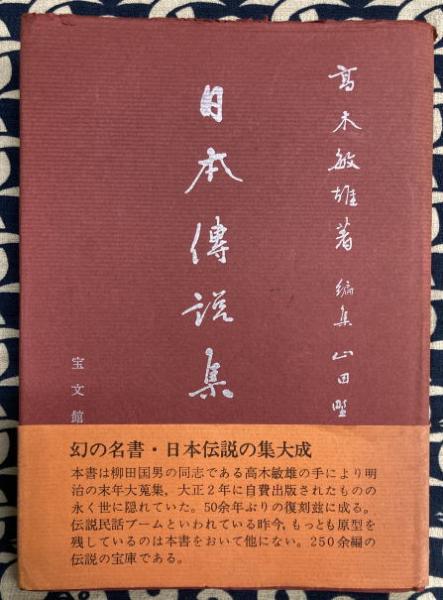 高木敏雄著 編集 山田野
日本傳説集
宝文館
幻の名書・日本伝説の集大成
本書は柳田国男の同志である高木敏雄の手により明
治の末年大蒐集，大正２年に自費出版されたものの
永く世に隠れていた。50余年ぶりの復刻玆に成る。
伝説民話ブームといわれている昨今，もっとも原型を
残しているのは本書をおいて他にない。250余編の
伝説の宝庫である。